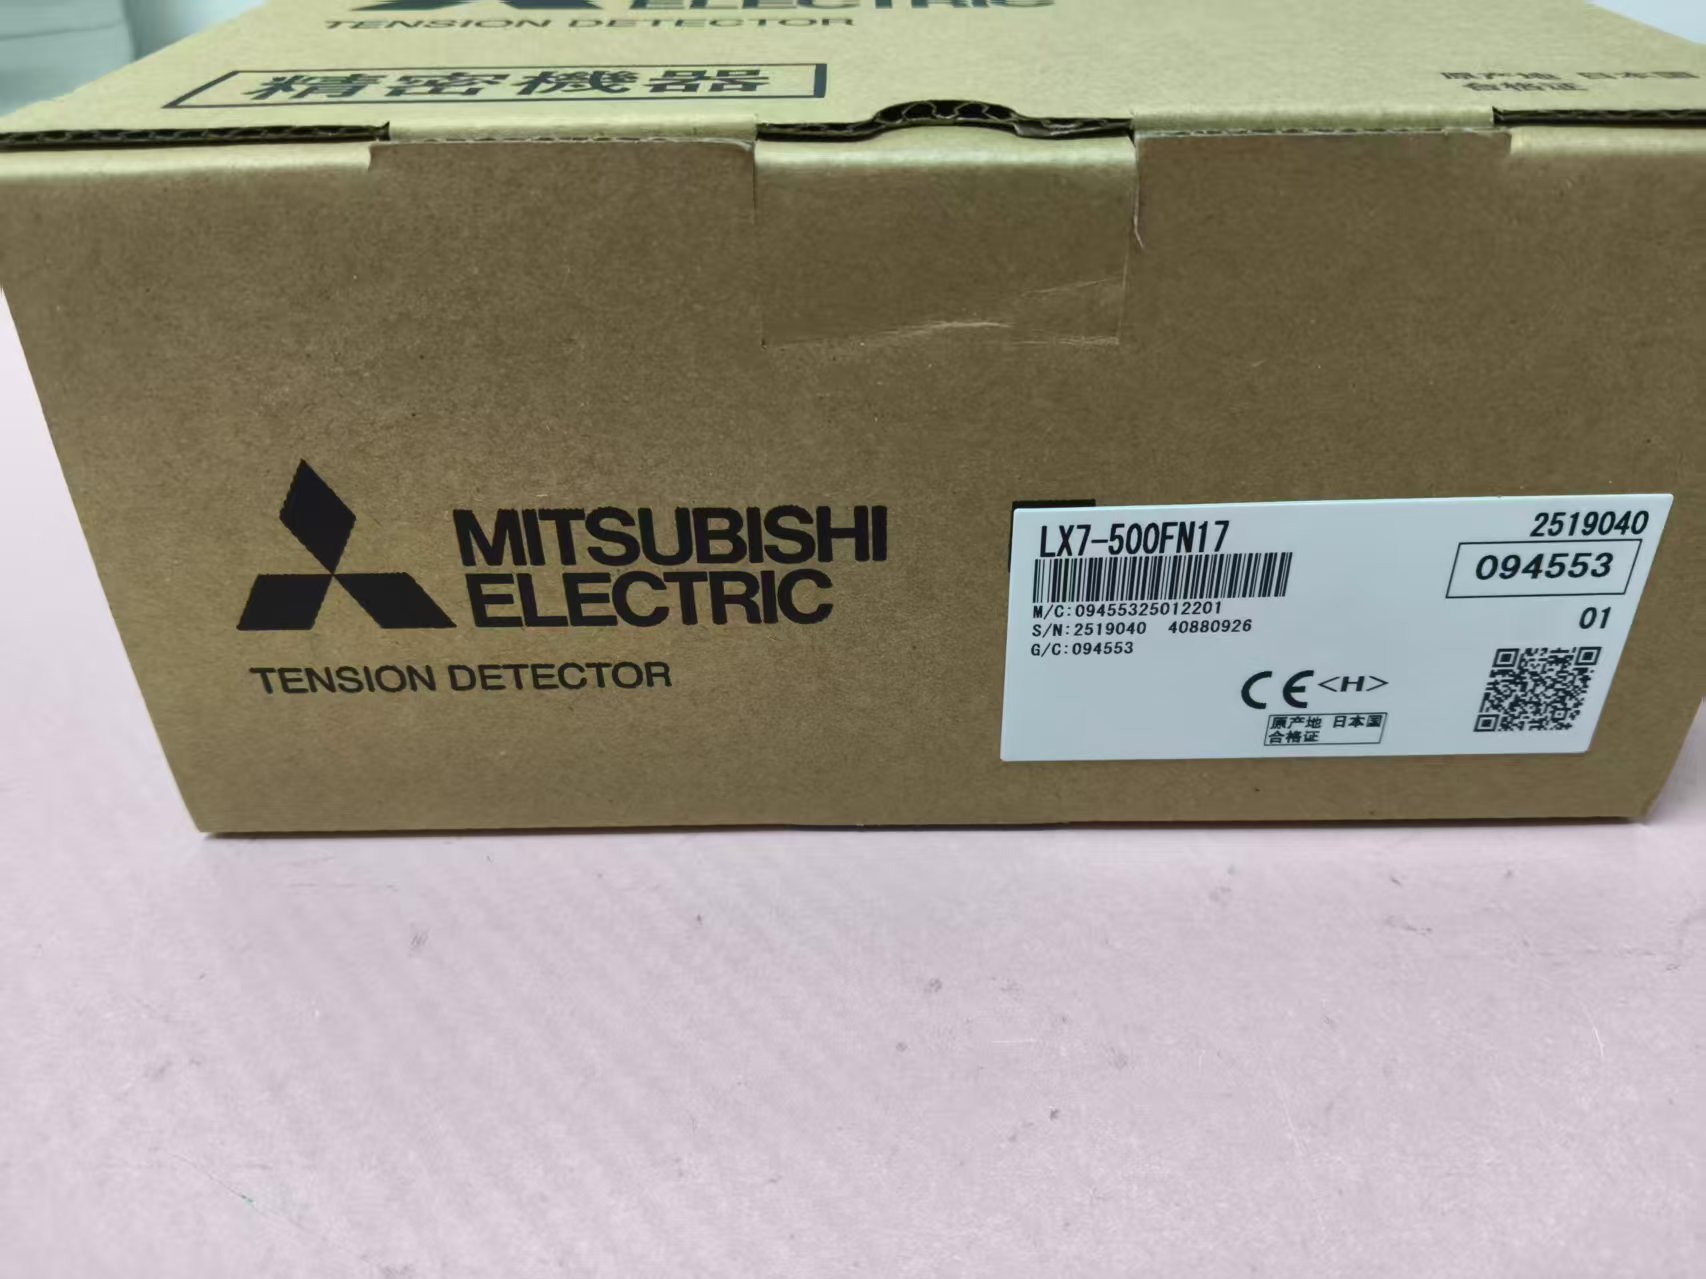 ELECTRIC
TENSION DETECTOR
精密機器
原产地 日本国
合格证
MITSUBISHI
ELECTRIC
TENSION DETECTOR
LX7-500FN17
2519040
094553
01
M/C:09455325012201
S/N:2519040 40880926
G/C:094553
CE<H>
原产地 日本国
合格证